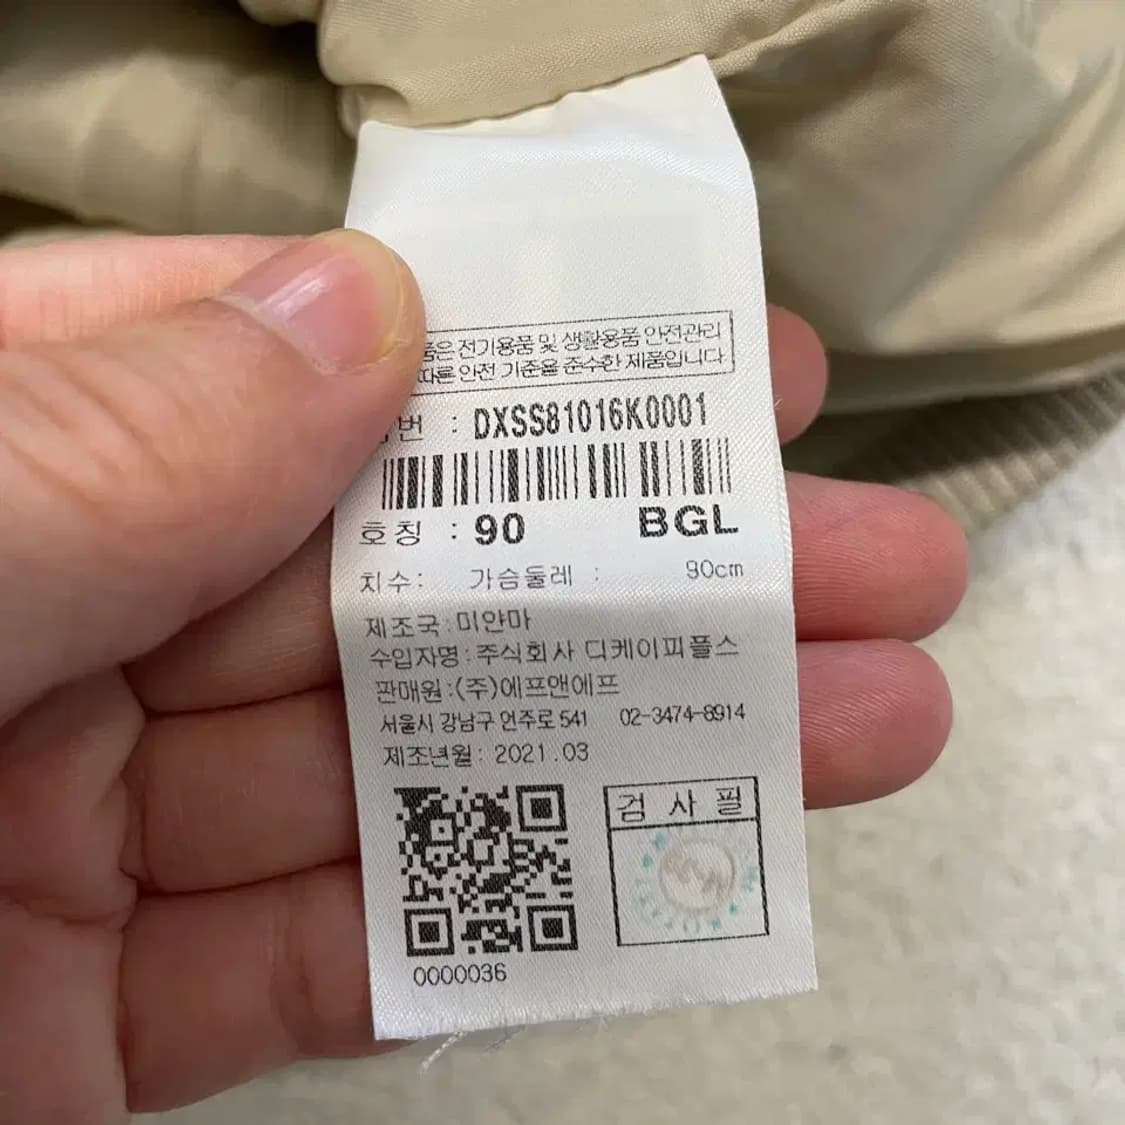 품은 전기용품 및 생활용품 안전관리
따른 안전 기준을 준수한 제품입니다
번 : DXSS81016K0001
호칭 : 90 BGL
치수: 가슴둘레 : 90cm
제조국:미얀마
수입자명:주식회사 디케이피플스
판매원:(주)에프앤에프
서울시 강남구 언주로 541 02-3474-8914
제조년월: 2021.03
검사필
0000036